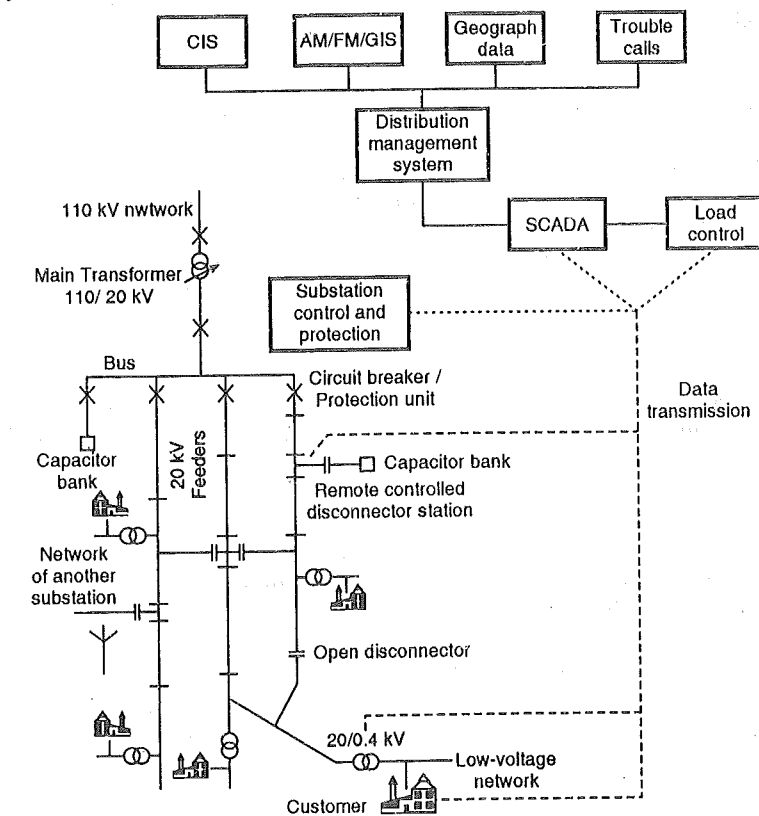 CIS
AM/FM/GIS
Geograph
data
Trouble
calls
Distribution
management
system
SCADA
Load
control
110 kV nwtwork
Main Transformer
110/ 20 kV
Substation
control and
protection
Bus
Circuit breaker /
Protection unit
Data
transmission
20 kV
Feeders
Capacitor
bank
Capacitor bank
Remote controlled
disconnector station
Network
of another
substation
Open disconnector
20/0.4 kV
Low-voltage
network
Customer